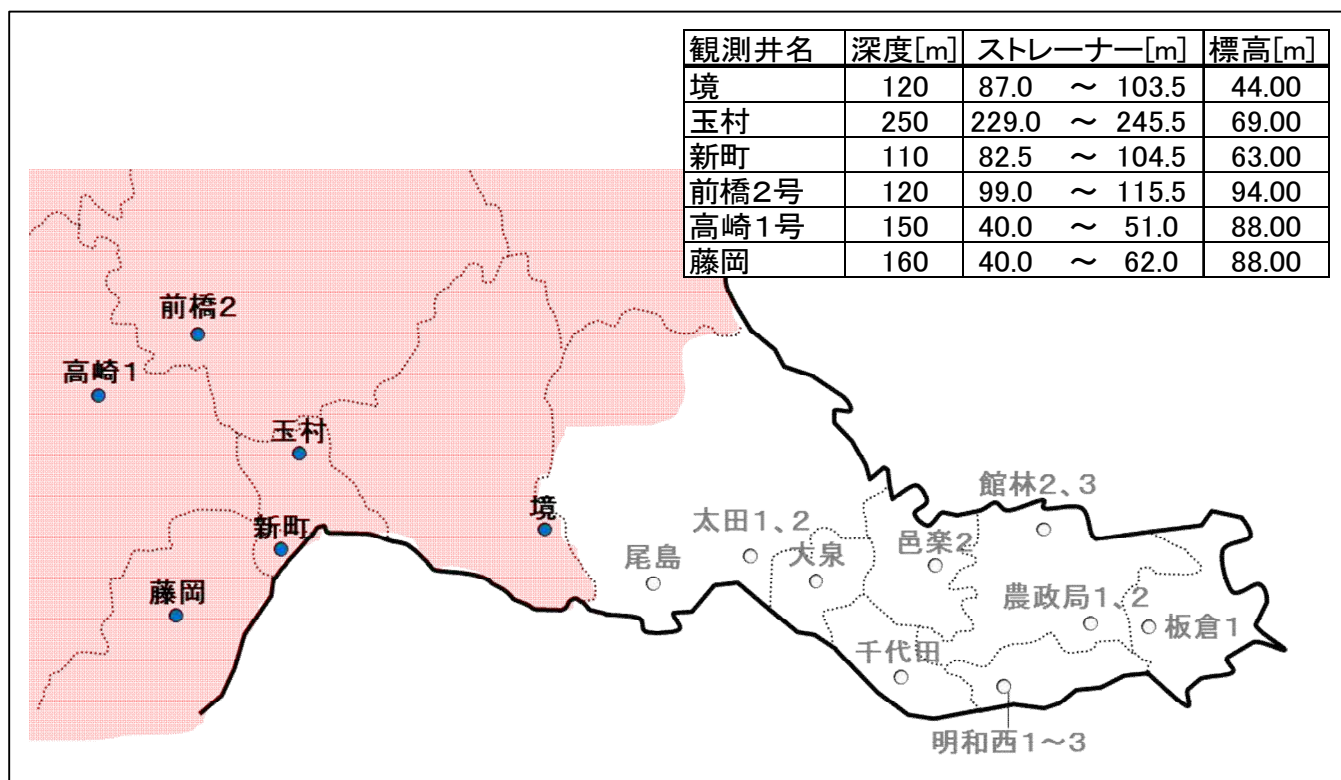 観測井名 深度[m] ストレーナー[m] 標高[m]
境 120 87.0 ～ 103.5 44.00
玉村 250 229.0 ～ 245.5 69.00
新町 110 82.5 ～ 104.5 63.00
前橋2号 120 99.0 ～ 115.5 94.00
高崎1号 150 40.0 ～ 51.0 88.00
藤岡 160 40.0 ～ 62.0 88.00
前橋2
高崎1
玉村
新町
境
藤岡
館林2、3
太田1、2
尾島
大泉
邑楽2
農政局1、2
板倉1
千代田
明和西1～3